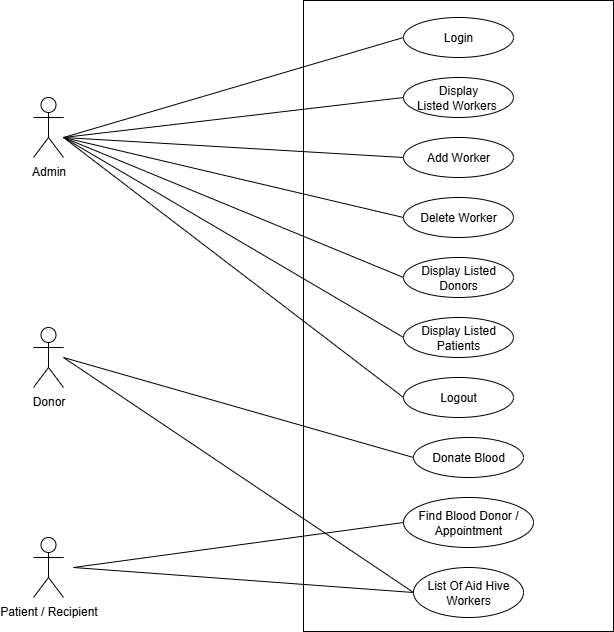 Login
Display
Listed Workers
Add Worker
Admin
Delete Worker
Display Listed
Donors
Display Listed
Patients
Logout
Donor
Donate Blood
Find Blood Donor /
Appointment
List Of Aid Hive
Workers
Patient / Recipient